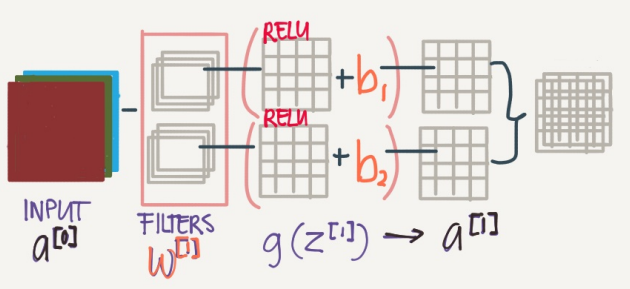 RELU
+ b₁
RELU
+ b₂
INPUT
a[0]
FILTERS
W[1]
g(z[1]) → a[1]